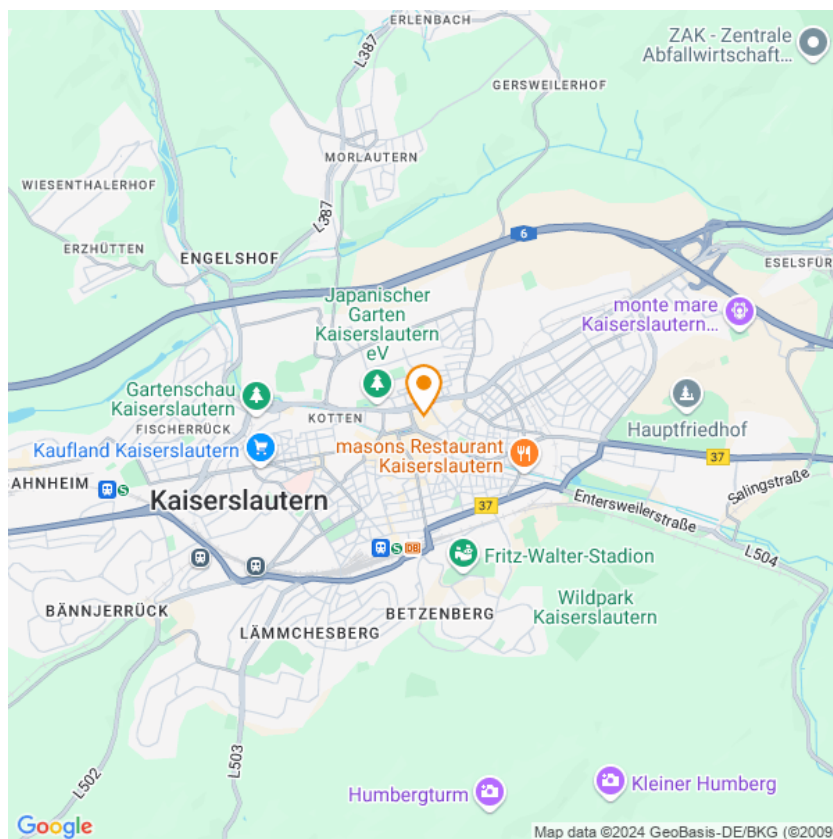 ERLENBACH
ZAK - Zentrale
Abfallwirtschaft...
L387
GERSWEILERHOF
MORLAUTERN
WIESENTHALERHOF
L387
ERZHÜTTEN
ENGELSHOF
6
ESELSFÜR
Japanischer
Garten
Kaiserslautern
eV
monte mare
Kaiserslautern...
Gartenschau
Kaiserslautern
KOTTEN
FISCHERRÜCK
Hauptfriedhof
Kaufland Kaiserslautern
masons Restaurant
Kaiserslautern
37
AHNHEIM
S
Salingstraße
Kaiserslautern
37
Entersweilerstraße
S
DB
Fritz-Walter-Stadion
L504
Wildpark
Kaiserslautern
BÄNNJERRÜCK
BETZENBERG
LÄMMCHESBERG
L502
L503
Humbergturm
Kleiner Humberg
Google
Map data ©2024 GeoBasis-DE/BKG (©2009